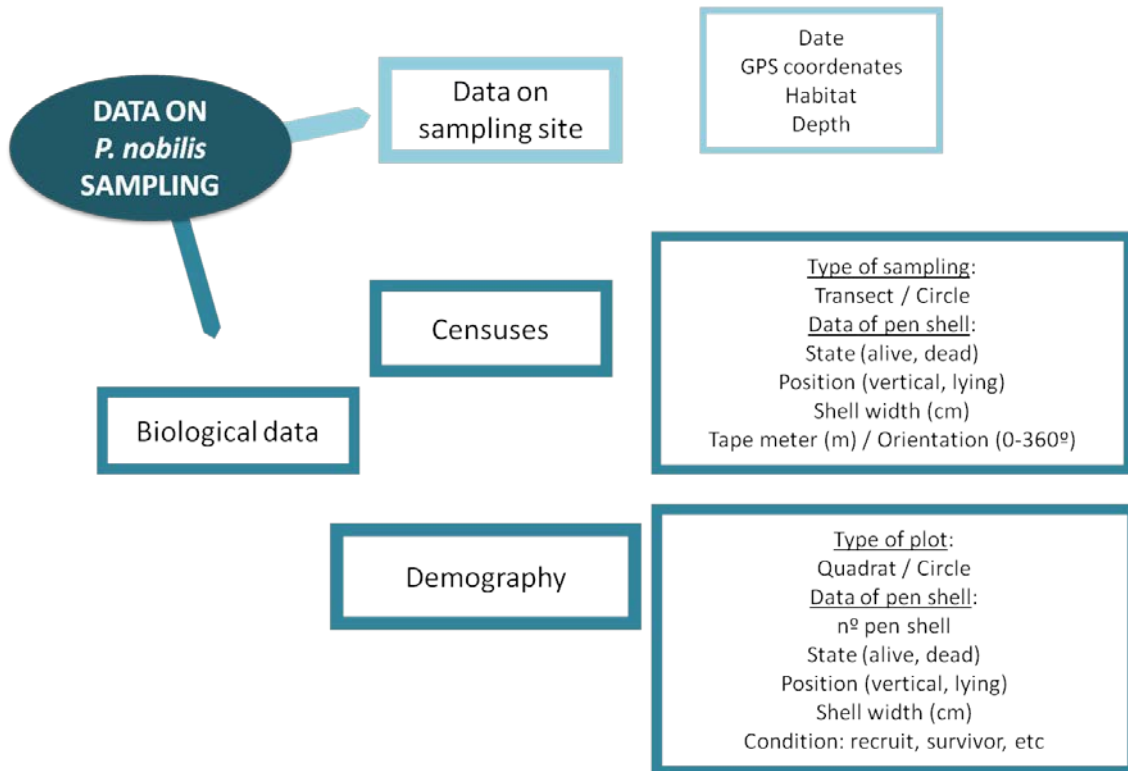 DATA ON
P. nobilis
SAMPLING
Data on
sampling site
Date
GPS coordenates
Habitat
Depth
Biological data
Censuses
Type of sampling:
Transect / Circle
Data of pen shell:
State (alive, dead)
Position (vertical, lying)
Shell width (cm)
Tape meter (m) / Orientation (0-360º)
Demography
Type of plot:
Quadrat / Circle
Data of pen shell:
nº pen shell
State (alive, dead)
Position (vertical, lying)
Shell width (cm)
Condition: recruit, survivor, etc